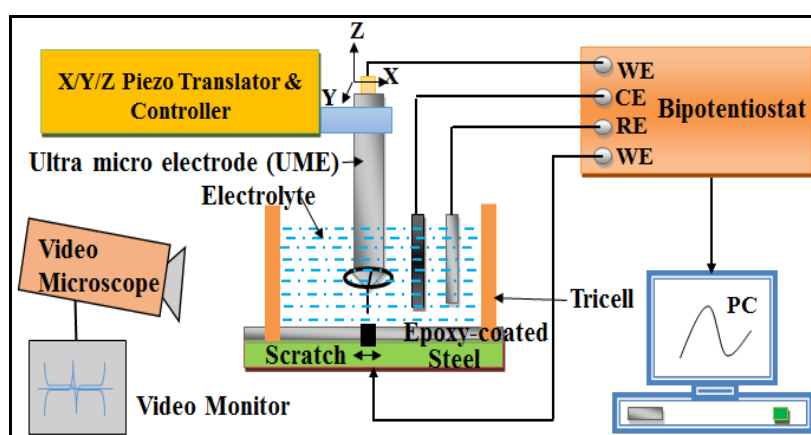 Z
X
Y
X/Y/Z Piezo Translator &
Controller
Ultra micro electrode (UME)
Electrolyte
Video
Microscope
Video Monitor
WE
CE
RE
WE
Bipotentiostat
Tricell
PC
Epoxy-coated
Steel
Scratch